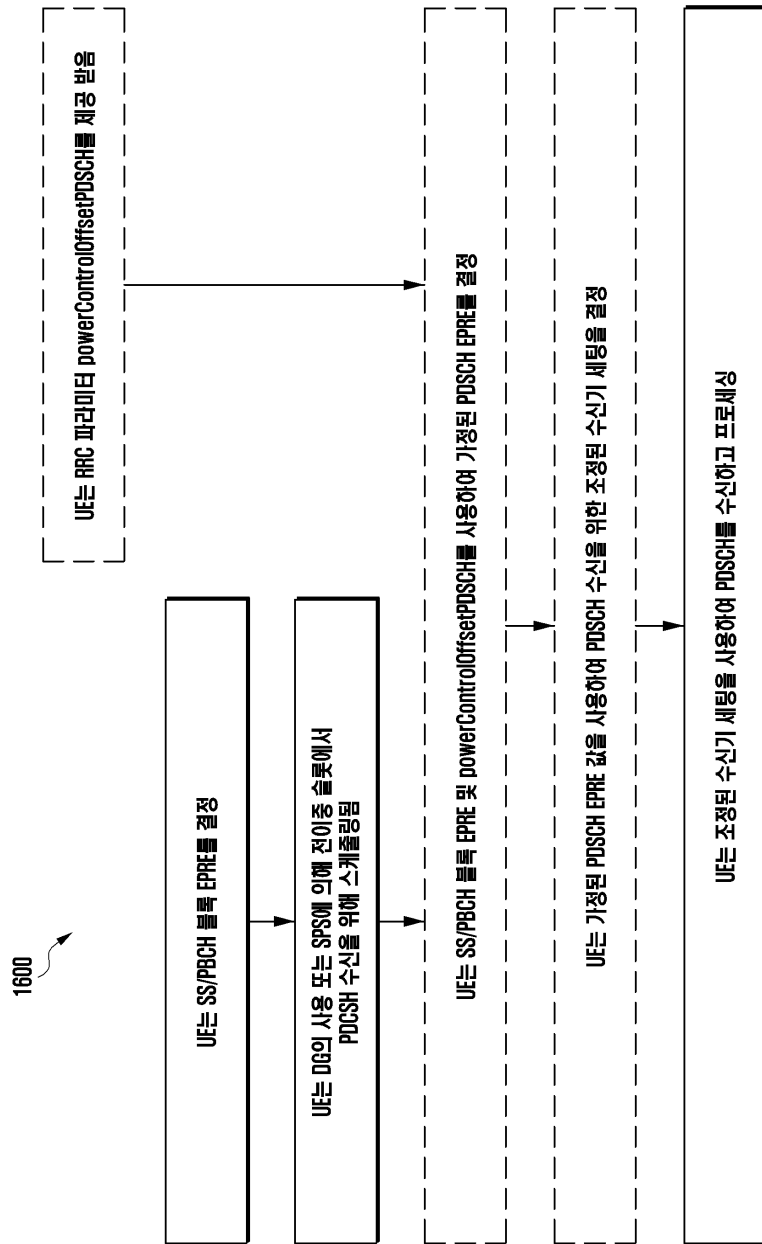 1600
UE는 RRC 파라미터 powerControlOffsetPDSCH를 제공 받음
UE는 SS/PBCH 블록 EPRE를 결정
UE는 DG의 사용 또는 SPS에 의해 전이중 슬롯에서
PDCSH 수신을 위해 스케줄링됨
UE는 SS/PBCH 블록 EPRE 및 powerControlOffsetPDSCH를 사용하여 가정된 PDSCH EPRE를 결정
UE는 가정된 PDSCH EPRE 값을 사용하여 PDSCH 수신을 위한 조정된 수신기 세팅을 결정
UE는 조정된 수신기 세팅을 사용하여 PDSCH를 수신하고 프로세싱